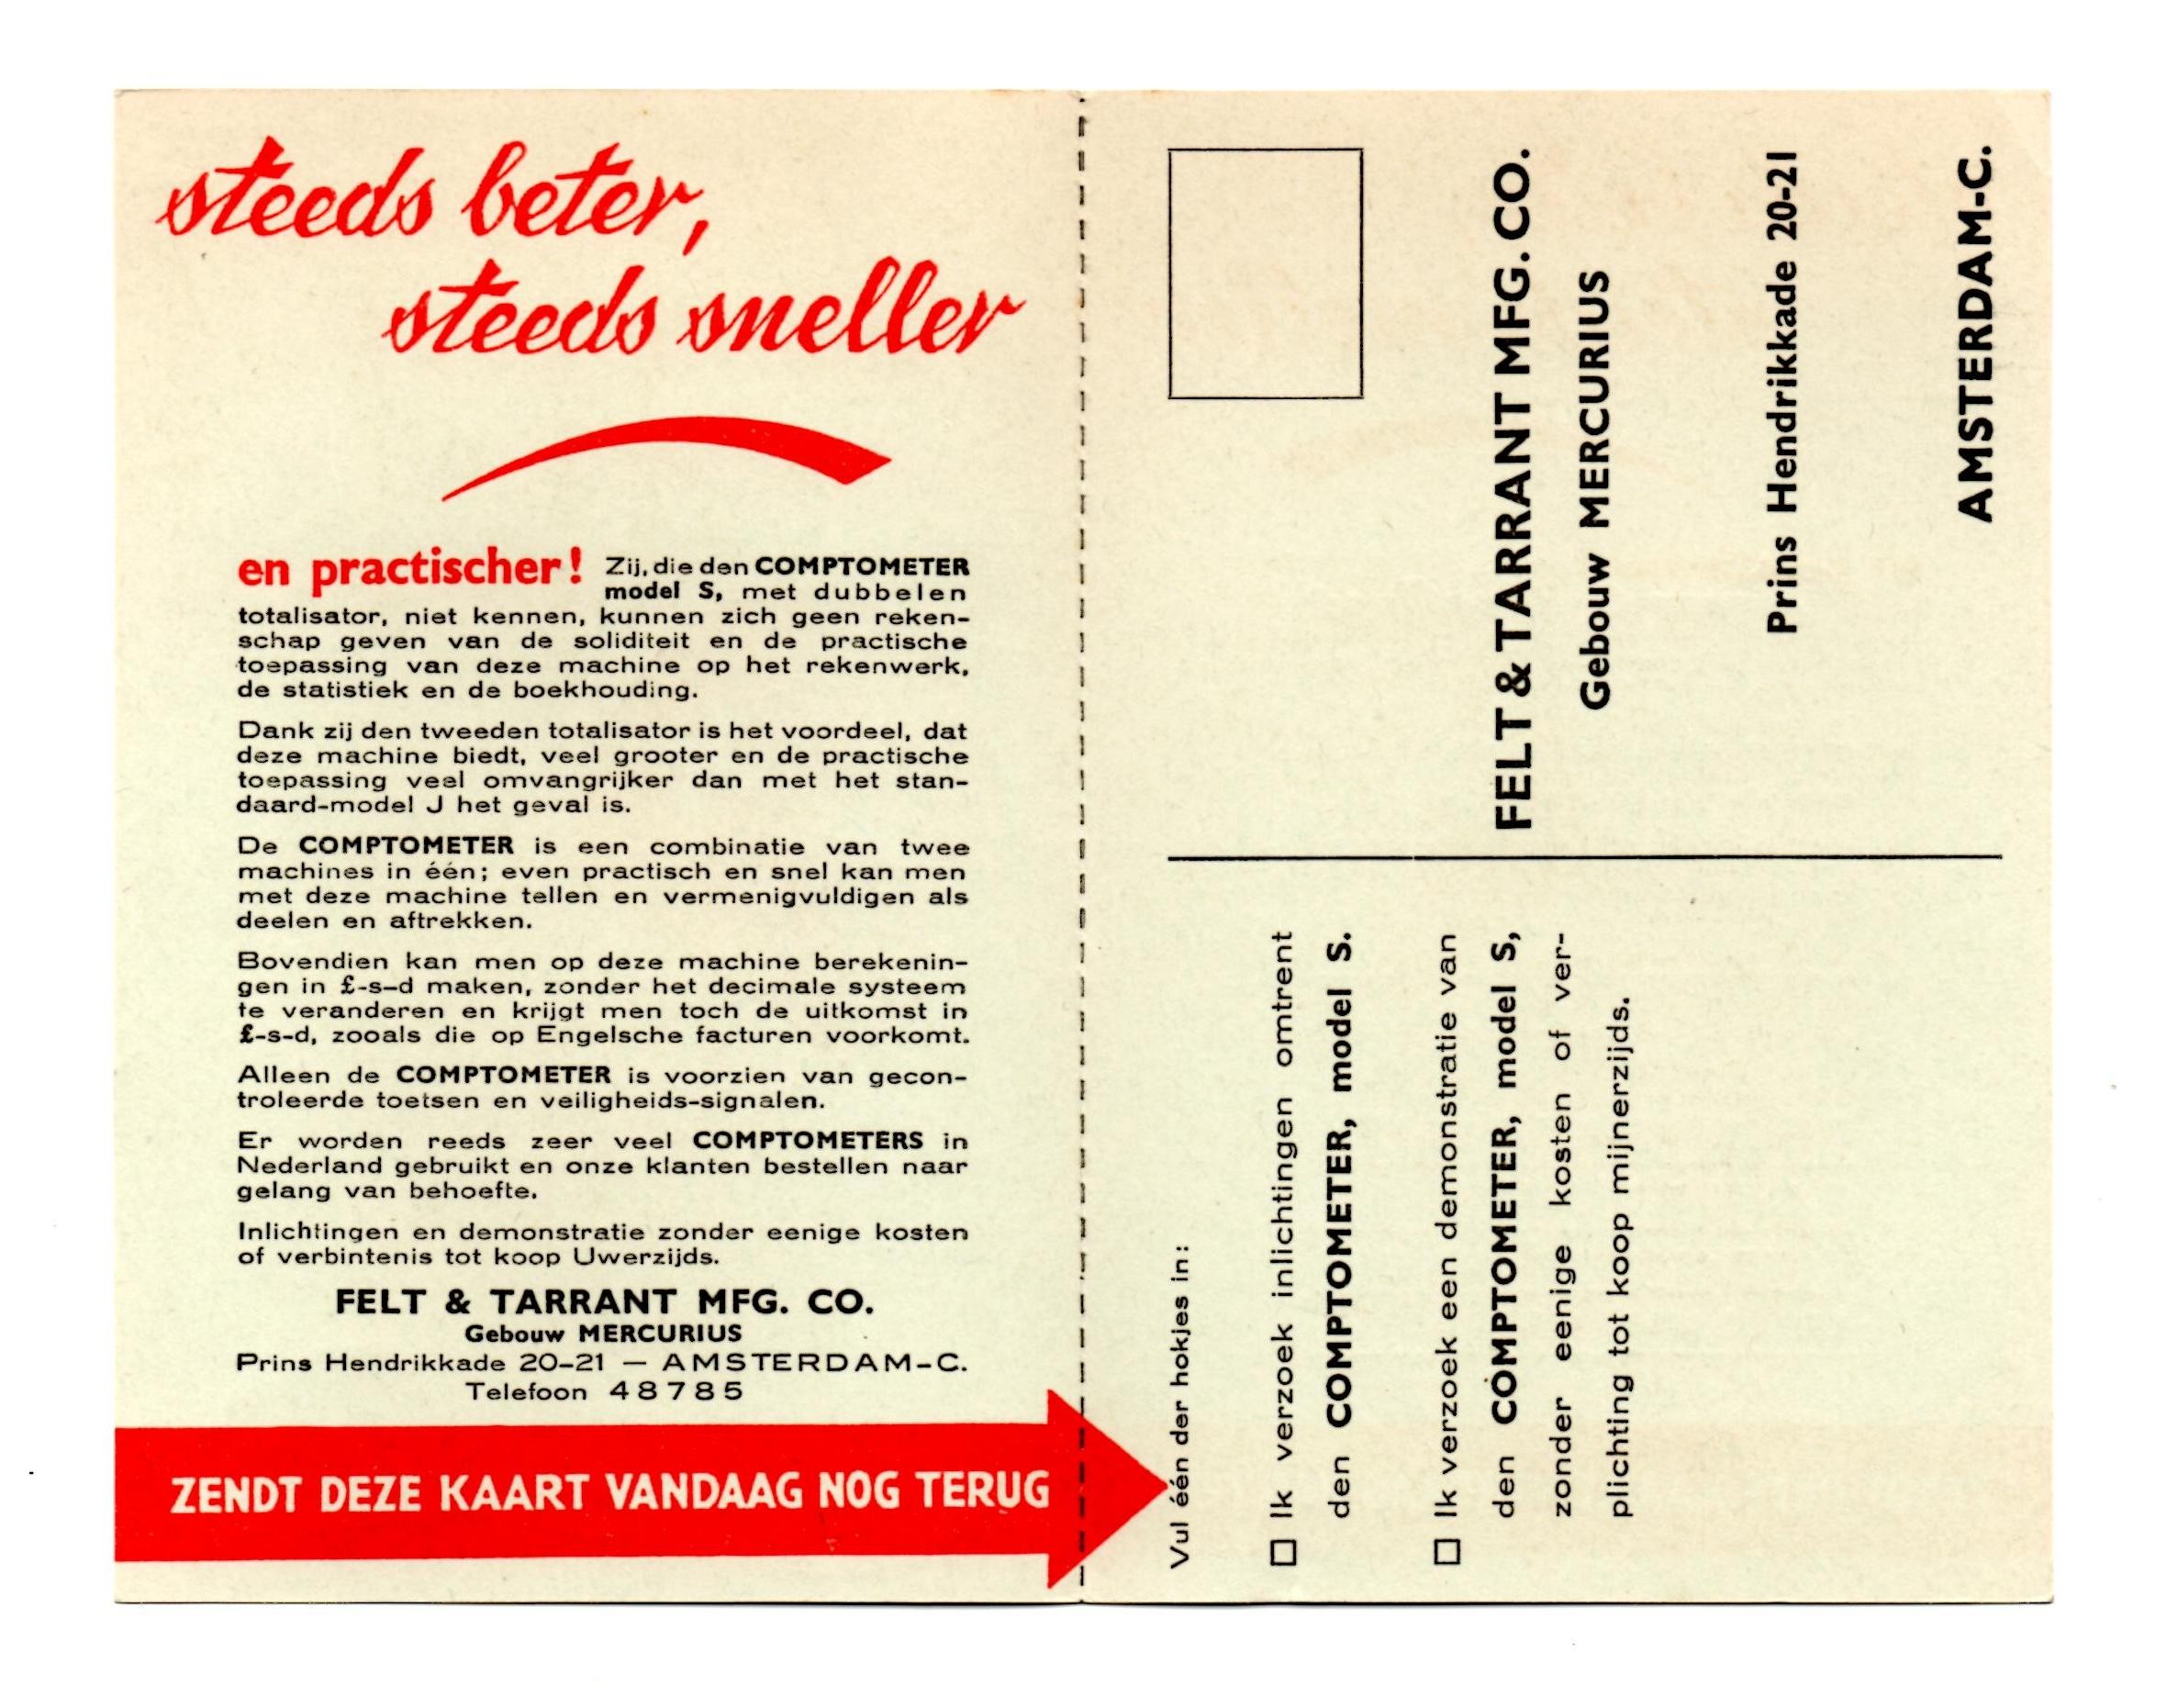 steeds beter,
steeds sneller
en practischer! Zij, die den COMPTOMETER
model S, met dubbelen
totalisator, niet kennen, kunnen zich geen reken-
schap geven van de soliditeit en de practische
toepassing van deze machine op het rekenwerk,
de statistiek en de boekhouding.
Dank zij den tweeden totalisator is het voordeel, dat
deze machine biedt, veel grooter en de practische
toepassing veel omvangrijker dan met het stan-
daard-model J het geval is.
De COMPTOMETER is een combinatie van twee
machines in één; even practisch en snel kan men
met deze machine tellen en vermenigvuldigen als
deelen en aftrekken.
Bovendien kan men op deze machine berekenin-
gen in £-s-d maken, zonder het decimale systeem
te veranderen en krijgt men toch de uitkomst in
£-s-d, zooals die op Engelsche facturen voorkomt.
Alleen de COMPTOMETER is voorzien van gecon-
troleerde toetsen en veiligheids-signalen.
Er worden reeds zeer veel COMPTOMETERS in
Nederland gebruikt en onze klanten bestellen naar
gelang van behoefte.
Inlichtingen en demonstratie zonder eenige kosten
of verbintenis tot koop Uwerzijds.
FELT & TARRANT MFG. CO.
Gebouw MERCURIUS
Prins Hendrikkade 20-21 — AMSTERDAM-C.
Telefoon 48785
ZENDT DEZE KAART VANDAAG NOG TERUG
Vul één der hokjes in:
Ik verzoek inlichtingen omtrent
den COMPTOMETER, model S.
Ik verzoek een demonstratie van
den COMPTOMETER, model S,
zonder eenige kosten of ver-
plichting tot koop mijnerzijds.
FELT & TARRANT MFG. CO.
Gebouw MERCURIUS
Prins Hendrikkade 20-21
AMSTERDAM-C.